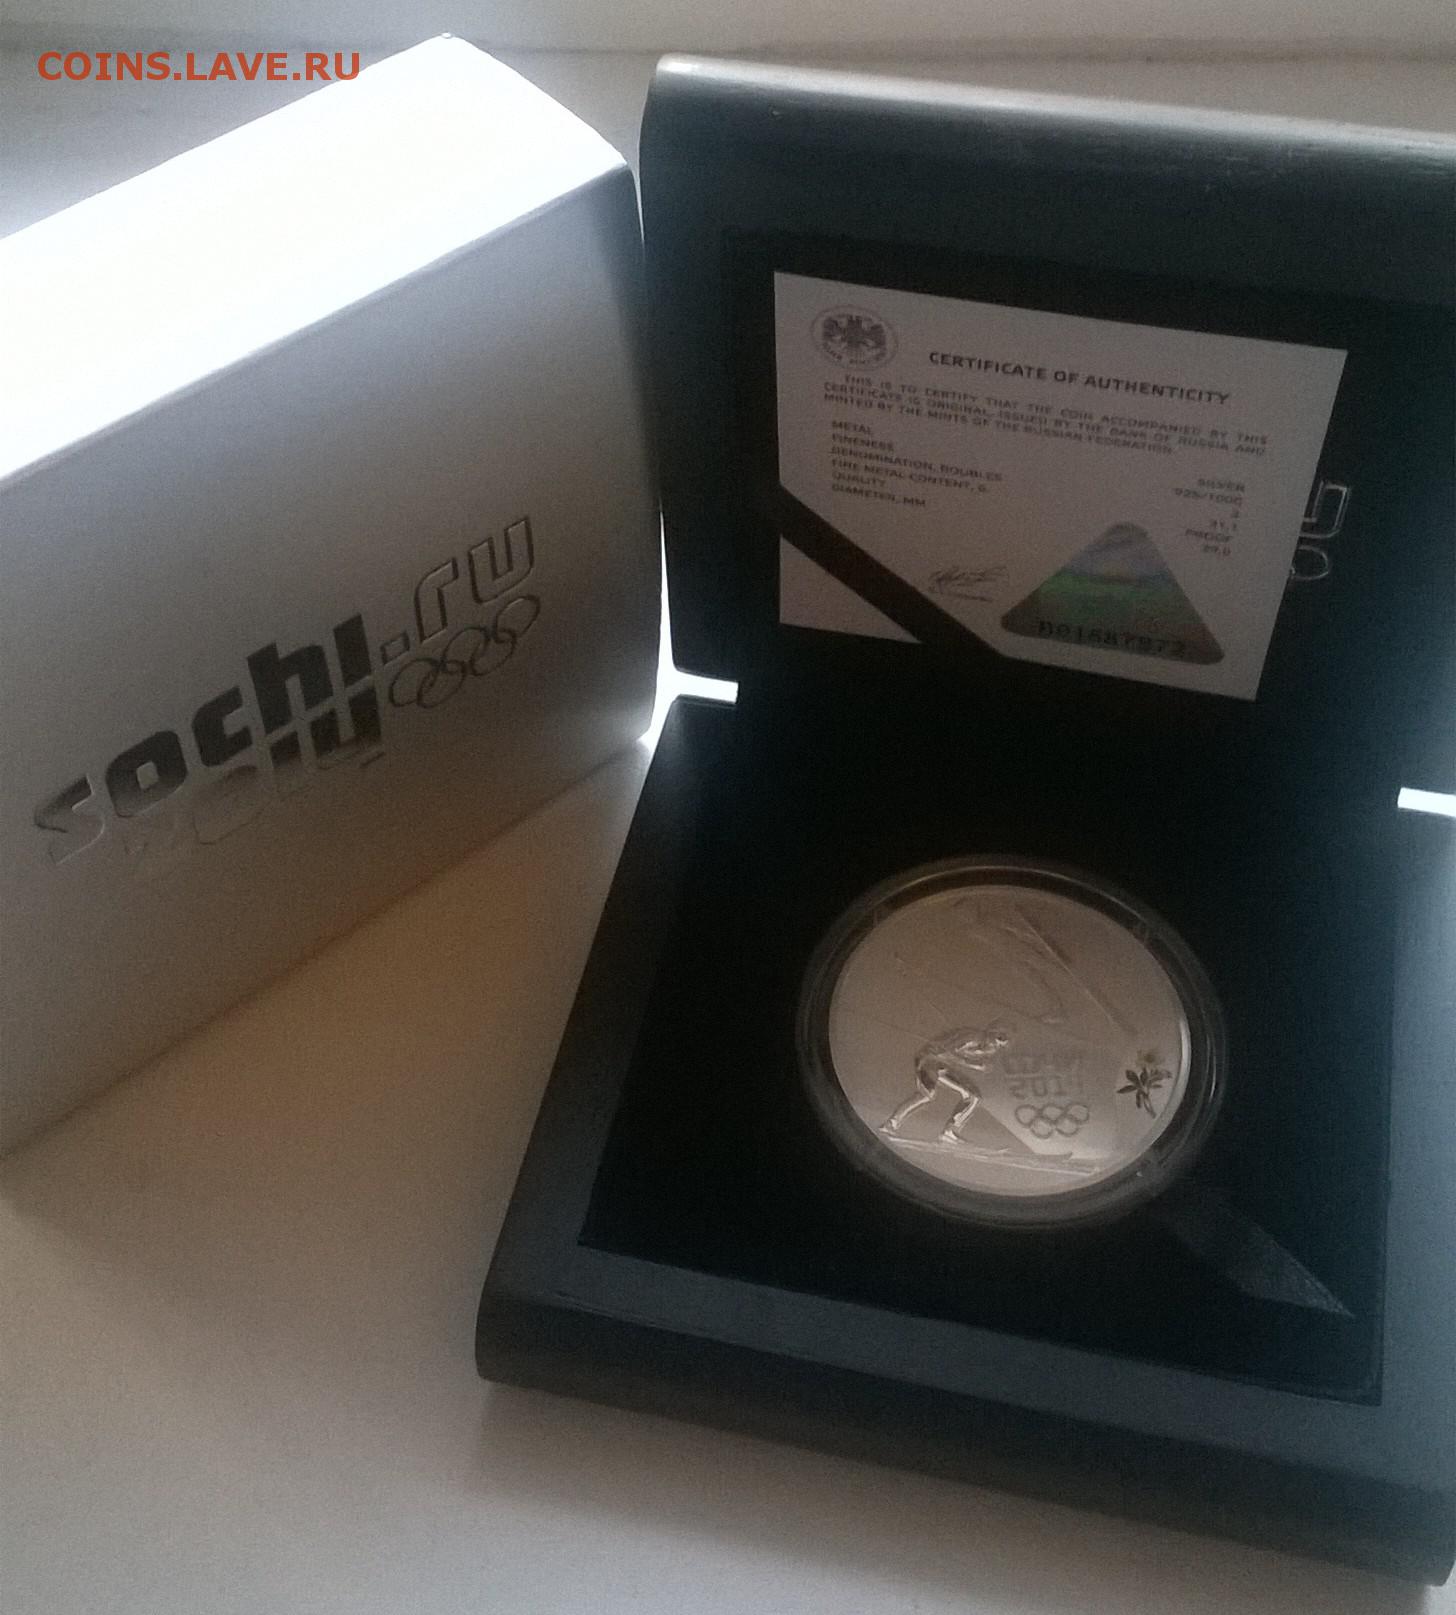 COINS.LAVE.RU
sochi.ru
CERTIFICATE OF AUTHENTICITY
THIS IS TO CERTIFY THAT THE COIN ACCOMPANIED BY THIS
CERTIFICATE IS ORIGINAL, ISSUED BY THE BANK OF RUSSIA AND
MINTED BY THE MINTS OF THE RUSSIAN FEDERATION.
METAL SILVER
FINENESS 925/1000
DENOMINATION, ROUBLES 3
FINE METAL CONTENT, G 31,1
QUALITY PROOF
DIAMETER, MM 39,0